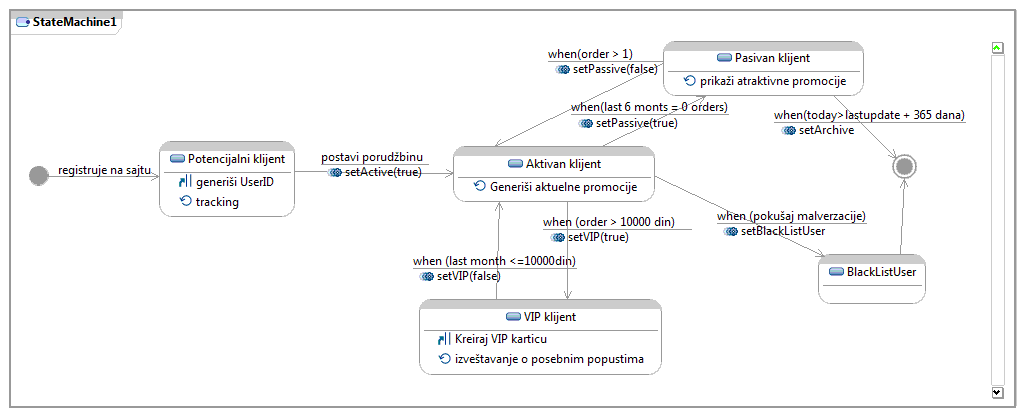 StateMachine1
when(order > 1)
setPassive(false)
Pasivan klijent
prikaži atraktivne promocije
when(last 6 monts = 0 orders)
setPassive(true)
when(today>lastupdate + 365 dana)
setArchive
registruje na sajtu
Potencijalni klijent
generiši UserID
tracking
postavi porudžbinu
setActive(true)
Aktivan klijent
Generiši aktuelne promocije
when (order > 10000 din)
setVIP(true)
when (pokušaj malverzacije)
setBlackListUser
when (last month <=10000din)
setVIP(false)
BlackListUser
VIP klijent
Kreiraj VIP karticu
izveštavanje o posebnim popustima